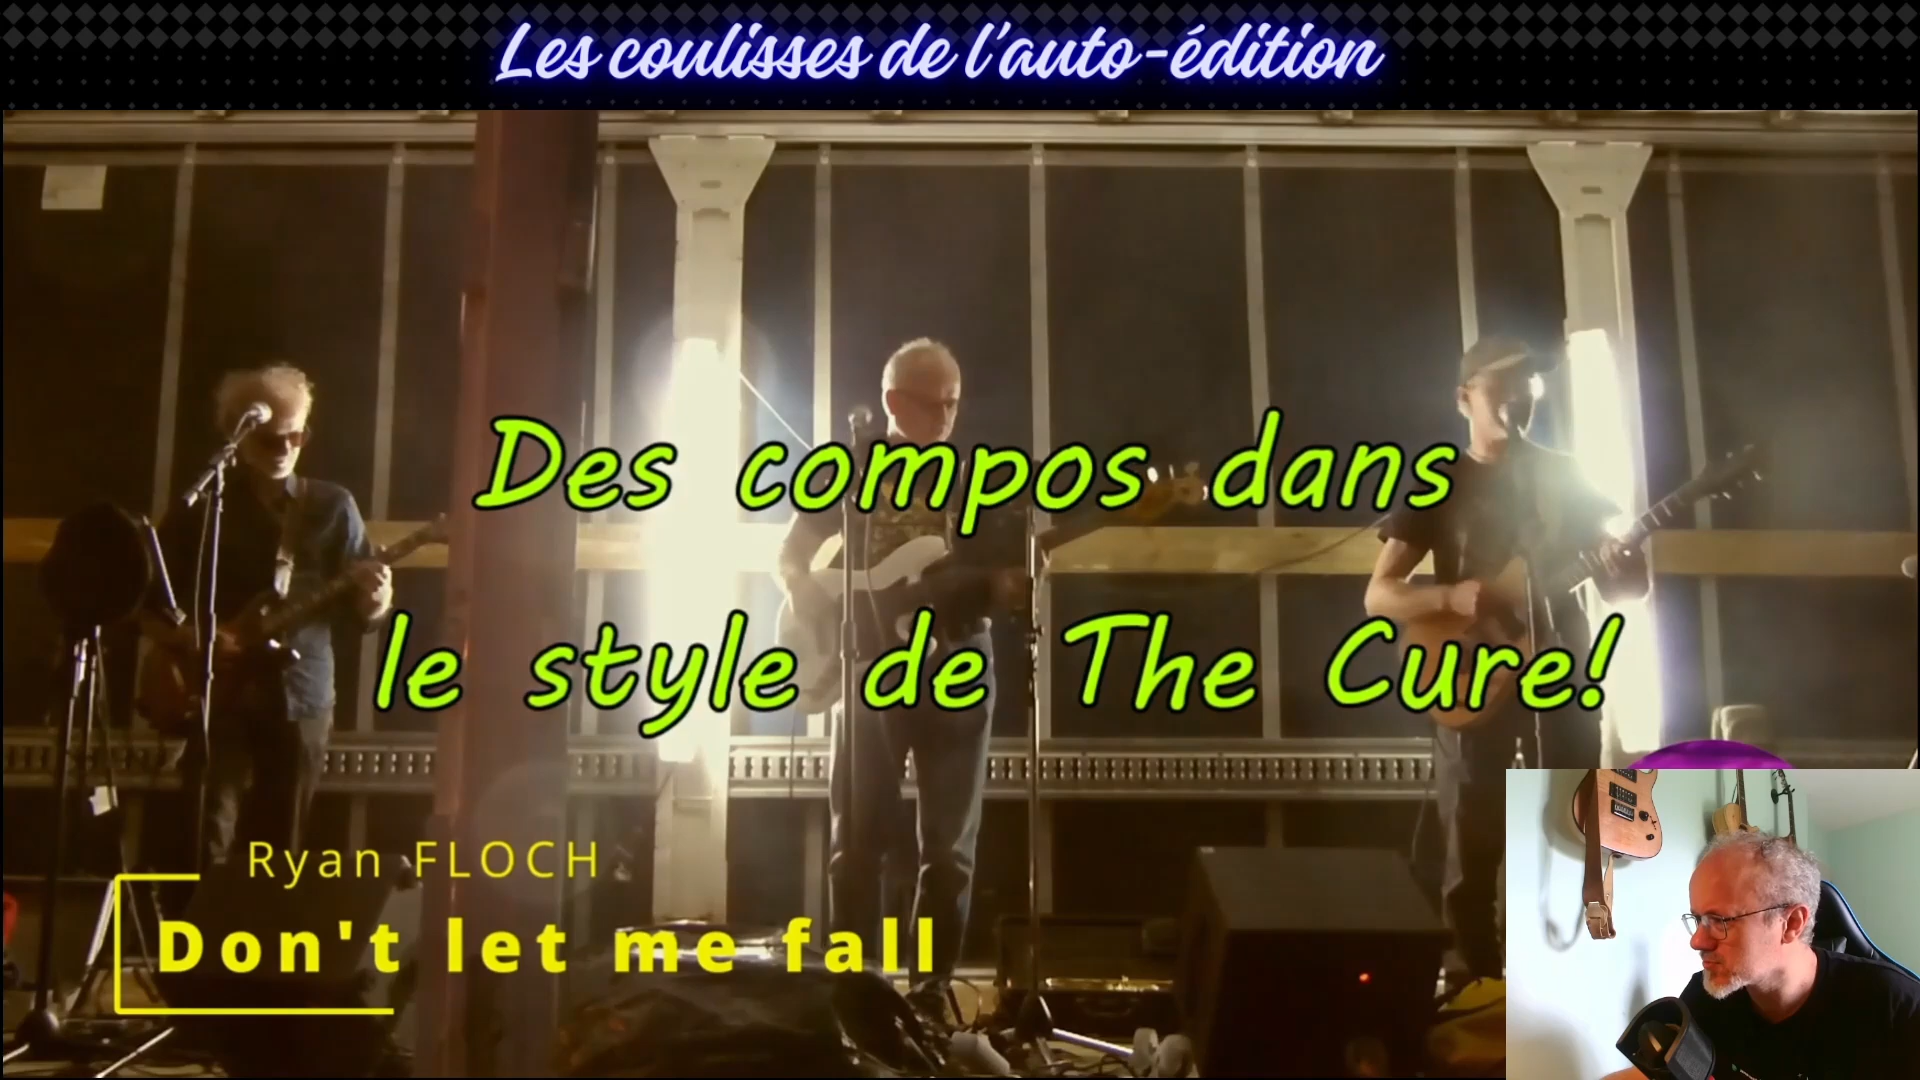 Les coulisses de l'auto-édition
Des compos dans
le style de The Cure!
Ryan FLOCH
Don't let me fall